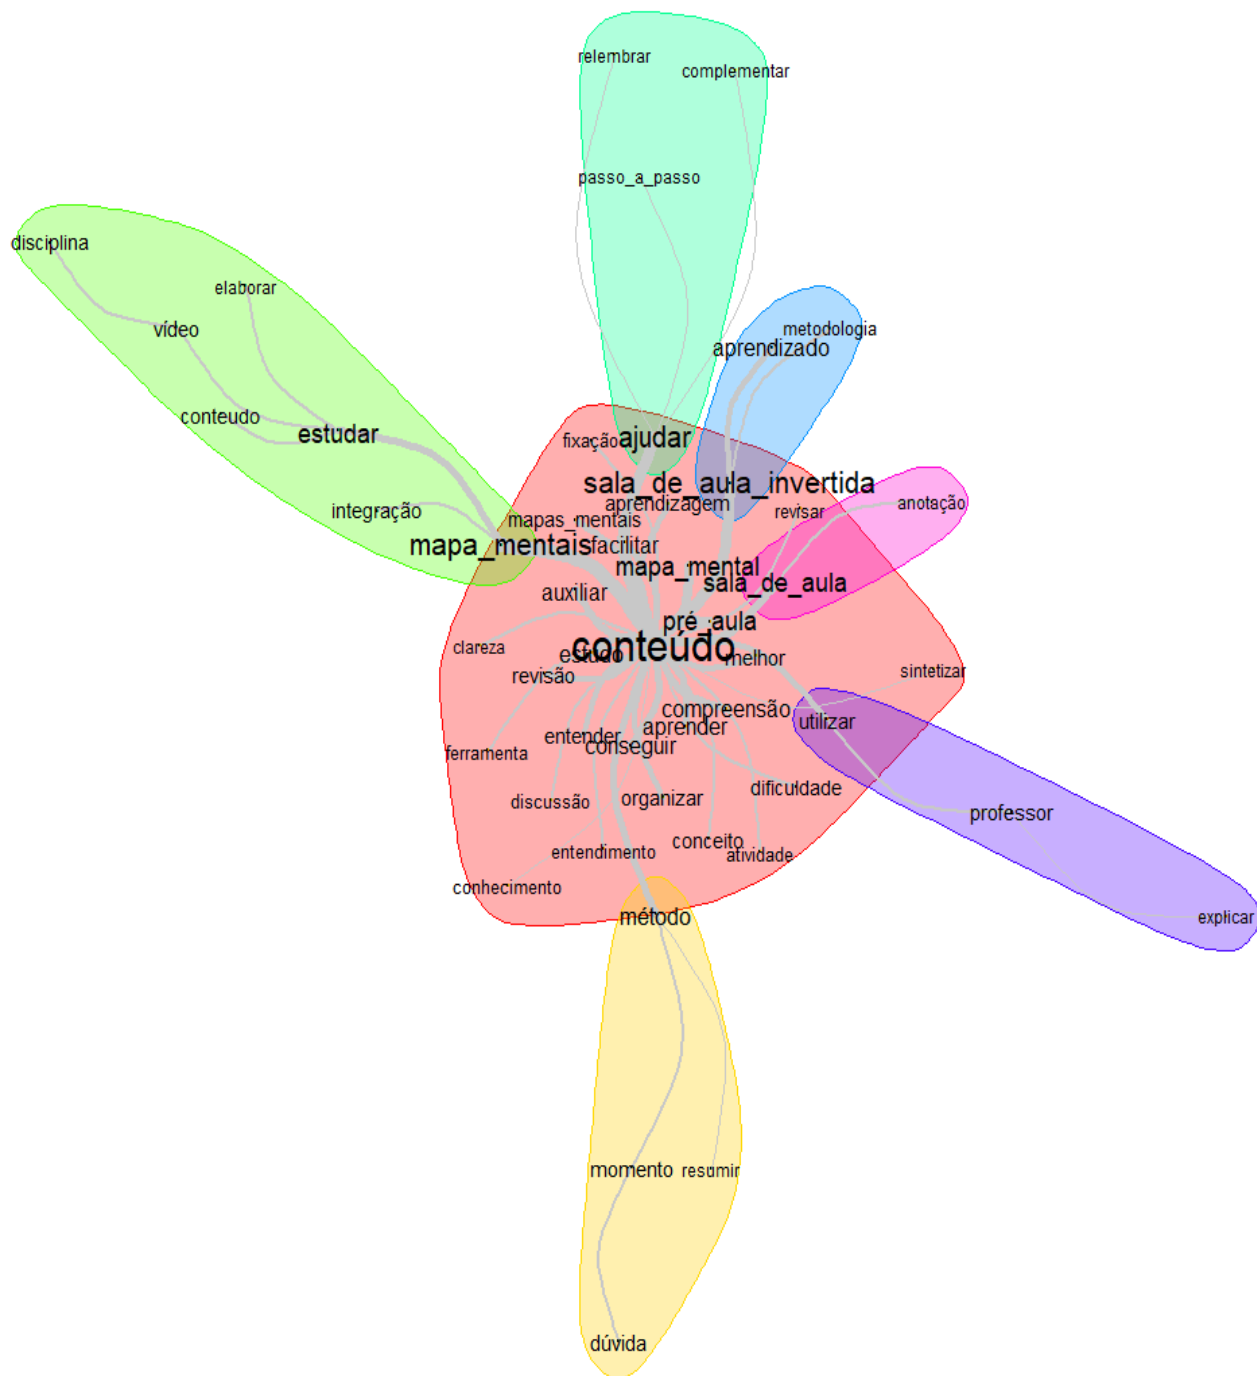 relembrar
complementar
passo_a_passo
disciplina
elaborar
vídeo
metodologia
aprendizado
conteudo
estudar
fixação
ajudar
sala_de_aula_invertida
aprendizagem
revisar
anotação
integração
mapas_mentais
mapa_mentais
facilitar
mapa_mental
sala_de_aula
auxiliar
pré_aula
clareza
conteúdo
estudo
melhor
revisão
sintetizar
compreensão
utilizar
aprender
entender
conseguir
ferramenta
dificuldade
discussão
organizar
professor
conceito
entendimento
atividade
conhecimento
método
explicar
momento
resumir
dúvida